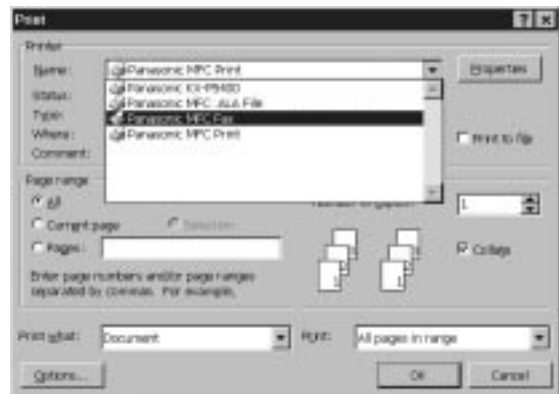 Print
Printer
Name: Panasonic MFC Print Properties
Status: Panasonic KX-P5400
Type: Panasonic MFC .ALA File
Panasonic MFC Fax
Where: Panasonic MFC Print Print to file
Comment:
Page range
All 1
Current page Selection
Pages: Collate
Enter page numbers and/or page ranges
separated by commas. For example,
Print what: Document Print: All pages in range
Options... OK Cancel